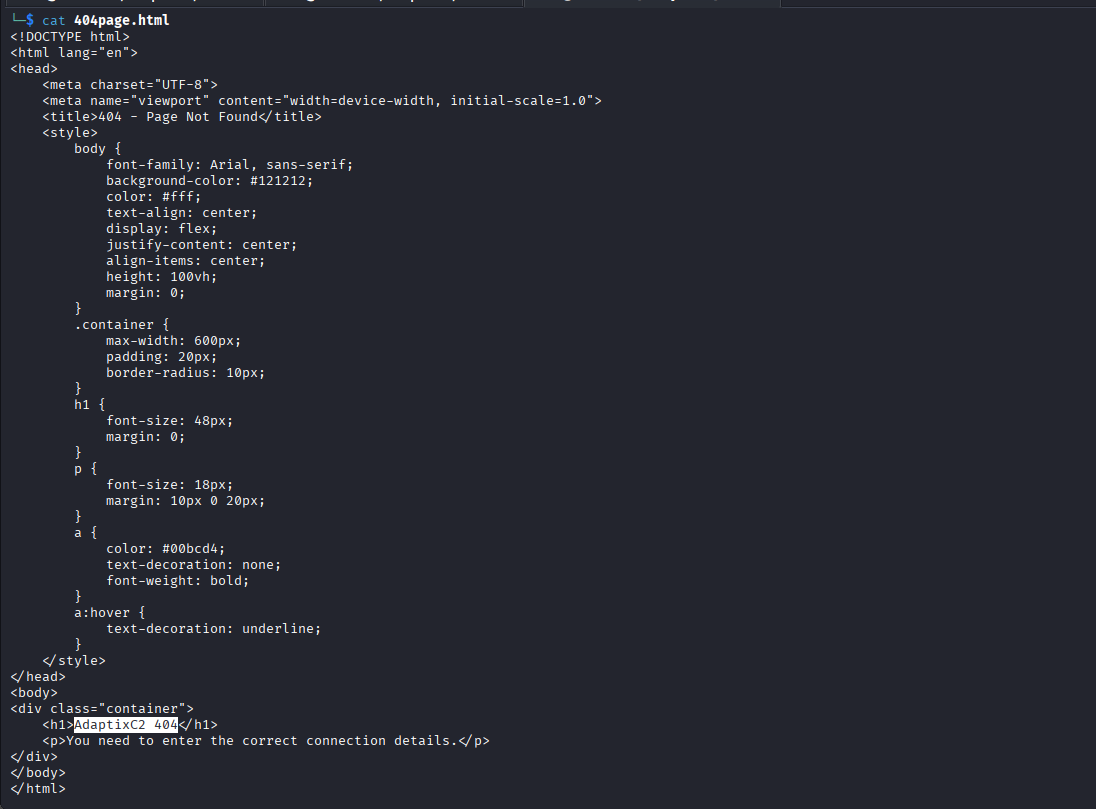 └─$ cat 404page.html
<!DOCTYPE html>
<html lang="en">
<head>
    <meta charset="UTF-8">
    <meta name="viewport" content="width=device-width, initial-scale=1.0">
    <title>404 - Page Not Found</title>
    <style>
        body {
            font-family: Arial, sans-serif;
            background-color: #121212;
            color: #fff;
            text-align: center;
            display: flex;
            justify-content: center;
            align-items: center;
            height: 100vh;
            margin: 0;
        }
        .container {
            max-width: 600px;
            padding: 20px;
            border-radius: 10px;
        }
        h1 {
            font-size: 48px;
            margin: 0;
        }
        p {
            font-size: 18px;
            margin: 10px 0 20px;
        }
        a {
            color: #00bcd4;
            text-decoration: none;
            font-weight: bold;
        }
        a:hover {
            text-decoration: underline;
        }
    </style>
</head>
<body>
<div class="container">
    <h1>AdaptixC2 404</h1>
    <p>You need to enter the correct connection details.</p>
</div>
</body>
</html>